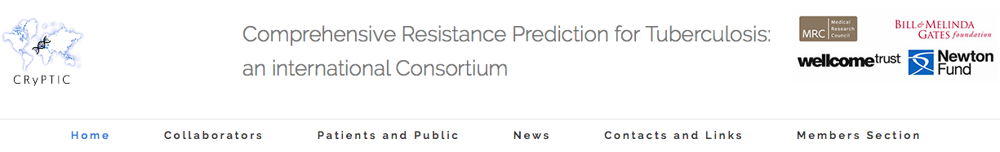 CRyPTIC
Comprehensive Resistance Prediction for Tuberculosis:
an international Consortium
MRC
Medical
Research
Council
BILL & MELINDA
GATES foundation
wellcometrust
Newton
Fund
Home
Collaborators
Patients and Public
News
Contacts and Links
Members Section